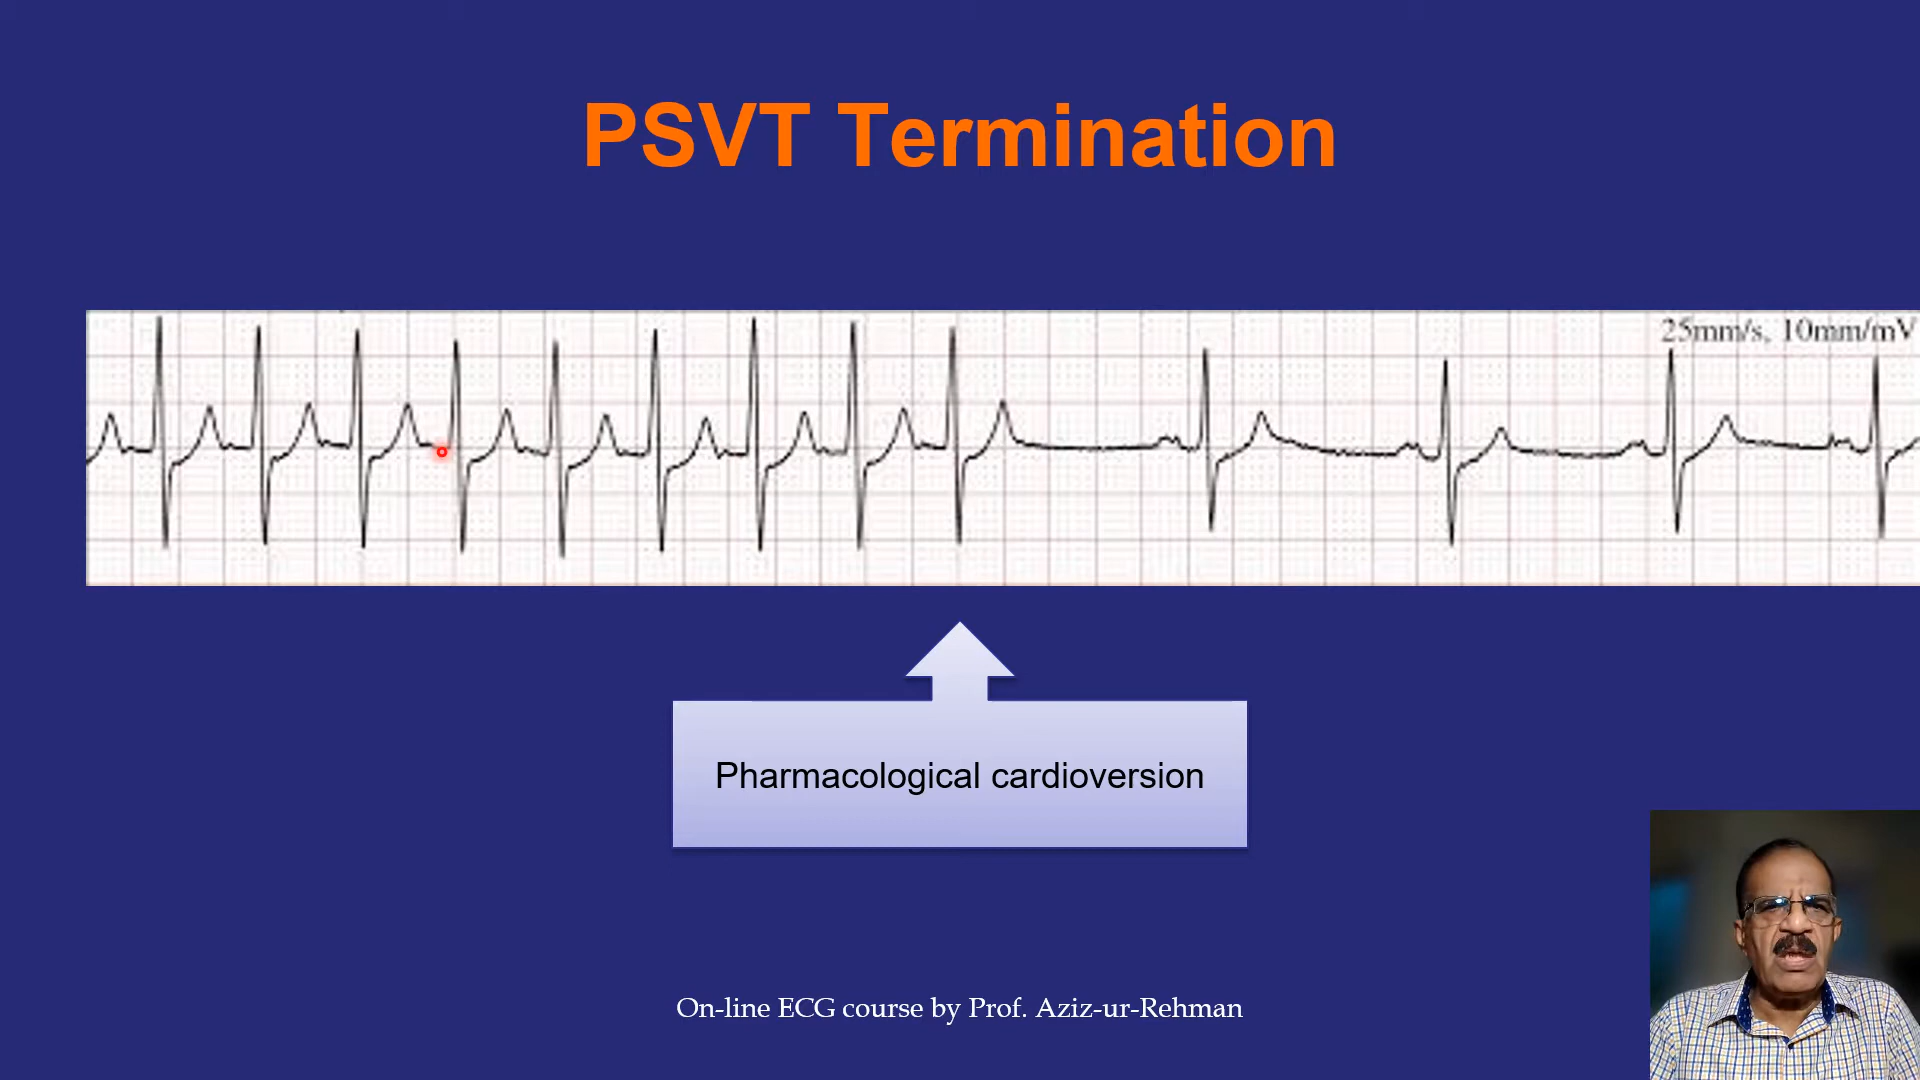 PSVT Termination
25mm/s, 10mm/mV
Pharmacological cardioversion
On-line ECG course by Prof. Aziz-ur-Rehman